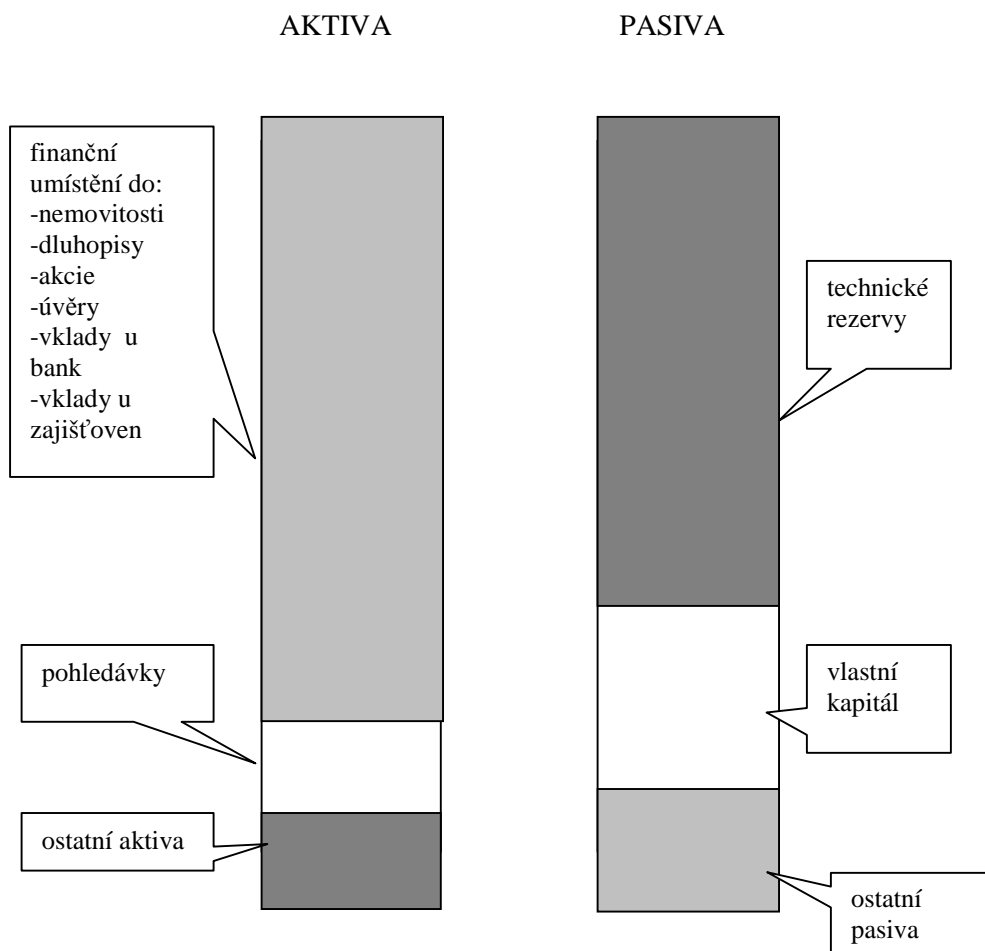 AKTIVA
PASIVA
finanční
umístění do:
-nemovitosti
-dluhopisy
-akcie
-úvěry
-vklady u
bank
-vklady u
zajišťoven
technické
rezervy
pohledávky
vlastní
kapitál
ostatní aktiva
ostatní
pasiva